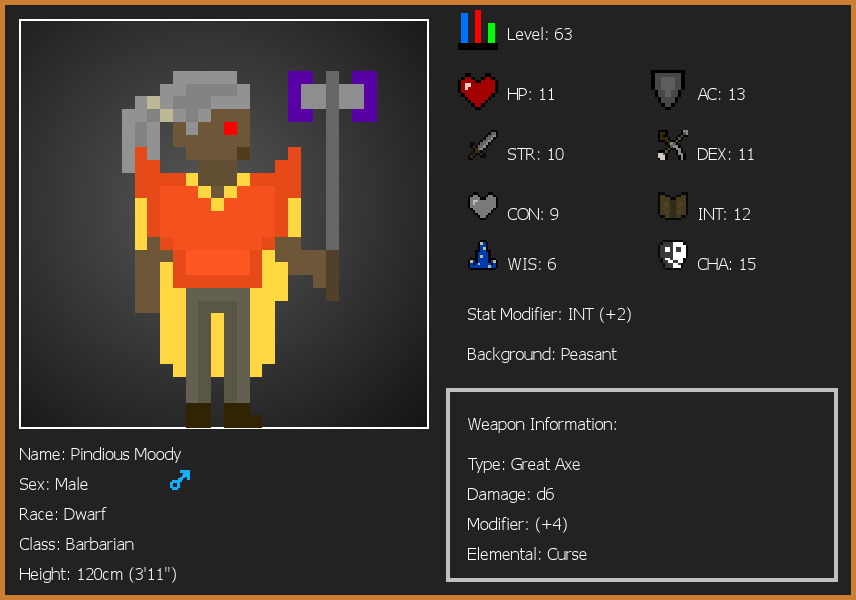 Level: 63
HP: 11
AC: 13
STR: 10
DEX: 11
CON: 9
INT: 12
WIS: 6
CHA: 15
Stat Modifier: INT (+2)
Background: Peasant
Weapon Information:
Type: Great Axe
Damage: d6
Modifier: (+4)
Elemental: Curse
Name: Pindious Moody
Sex: Male
Race: Dwarf
Class: Barbarian
Height: 120cm (3'11")